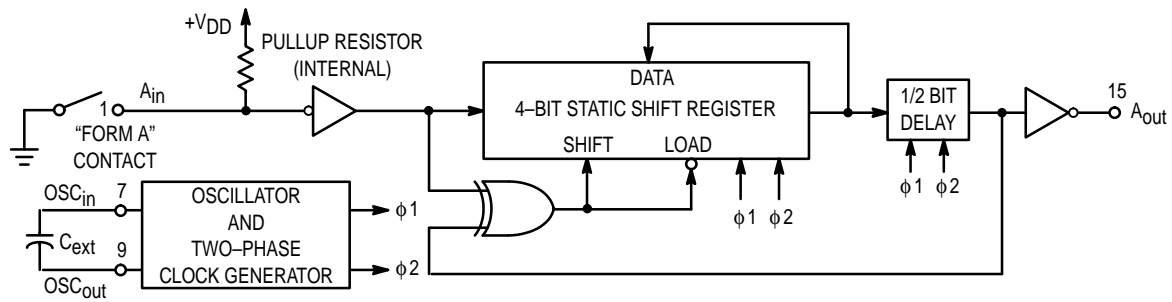 +VDD
PULLUP RESISTOR
(INTERNAL)
1
Ain
"FORM A"
CONTACT
DATA
4–BIT STATIC SHIFT REGISTER
SHIFT LOAD
ϕ1 ϕ2
1/2 BIT
DELAY
ϕ1 ϕ2
15
Aout
OSCin
7
Cext
9
OSCout
OSCILLATOR
AND
TWO–PHASE
CLOCK GENERATOR
ϕ1
ϕ2